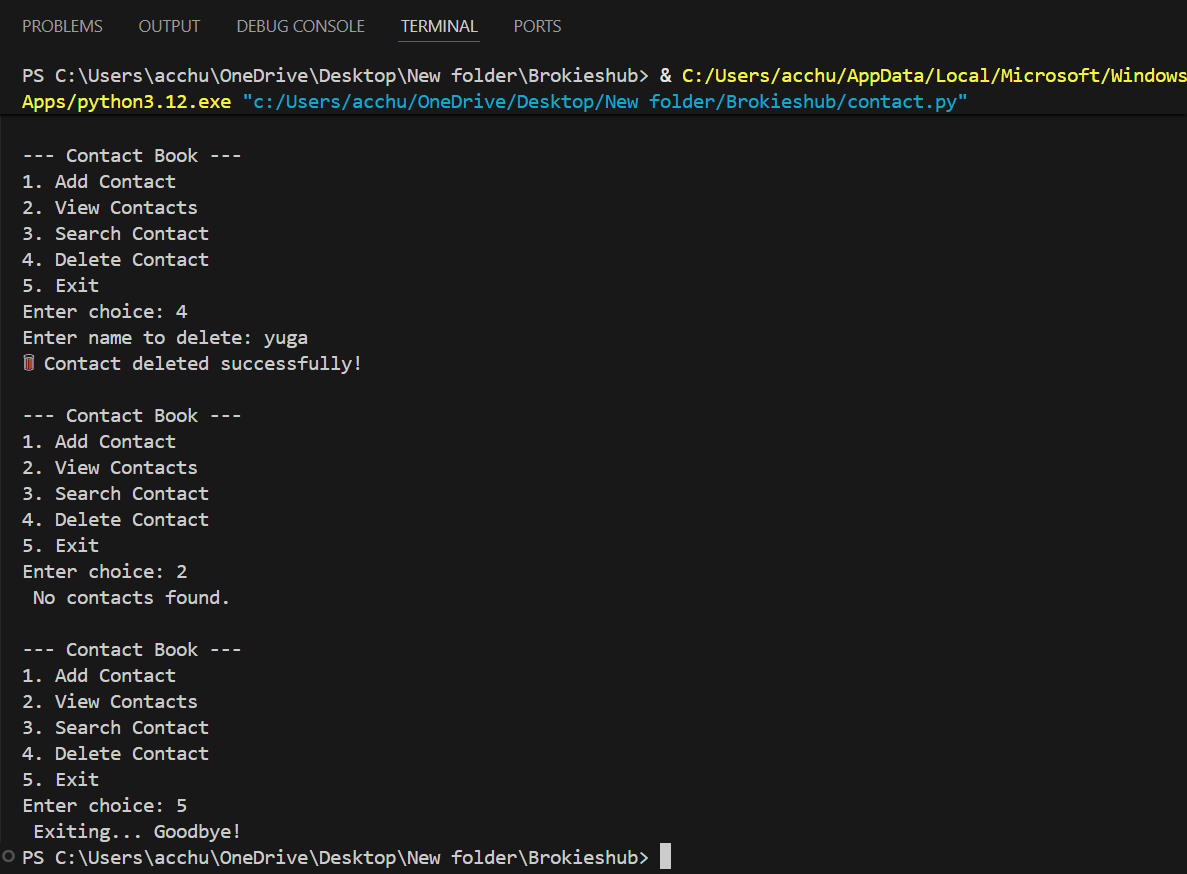 PROBLEMS OUTPUT DEBUG CONSOLE TERMINAL PORTS
PS C:\Users\acchu\OneDrive\Desktop\New folder\Brokieshub> & C:/Users/acchu/AppData/Local/Microsoft/Windows
Apps/python3.12.exe "c:/Users/acchu/OneDrive/Desktop/New folder/Brokieshub/contact.py"
--- Contact Book ---
1. Add Contact
2. View Contacts
3. Search Contact
4. Delete Contact
5. Exit
Enter choice: 4
Enter name to delete: yuga
🗑 Contact deleted successfully!
--- Contact Book ---
1. Add Contact
2. View Contacts
3. Search Contact
4. Delete Contact
5. Exit
Enter choice: 2
No contacts found.
--- Contact Book ---
1. Add Contact
2. View Contacts
3. Search Contact
4. Delete Contact
5. Exit
Enter choice: 5
Exiting... Goodbye!
PS C:\Users\acchu\OneDrive\Desktop\New folder\Brokieshub>